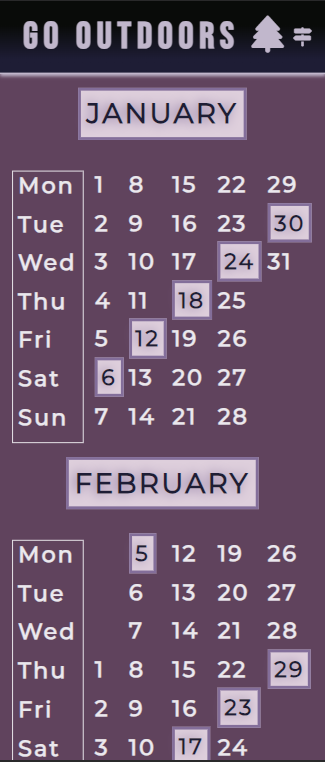 GO OUTDOORS
JANUARY
Mon 1 8 15 22 29
Tue 2 9 16 23 30
Wed 3 10 17 24 31
Thu 4 11 18 25
Fri 5 12 19 26
Sat 6 13 20 27
Sun 7 14 21 28
FEBRUARY
Mon 5 12 19 26
Tue 6 13 20 27
Wed 7 14 21 28
Thu 1 8 15 22 29
Fri 2 9 16 23
Sat 3 10 17 24